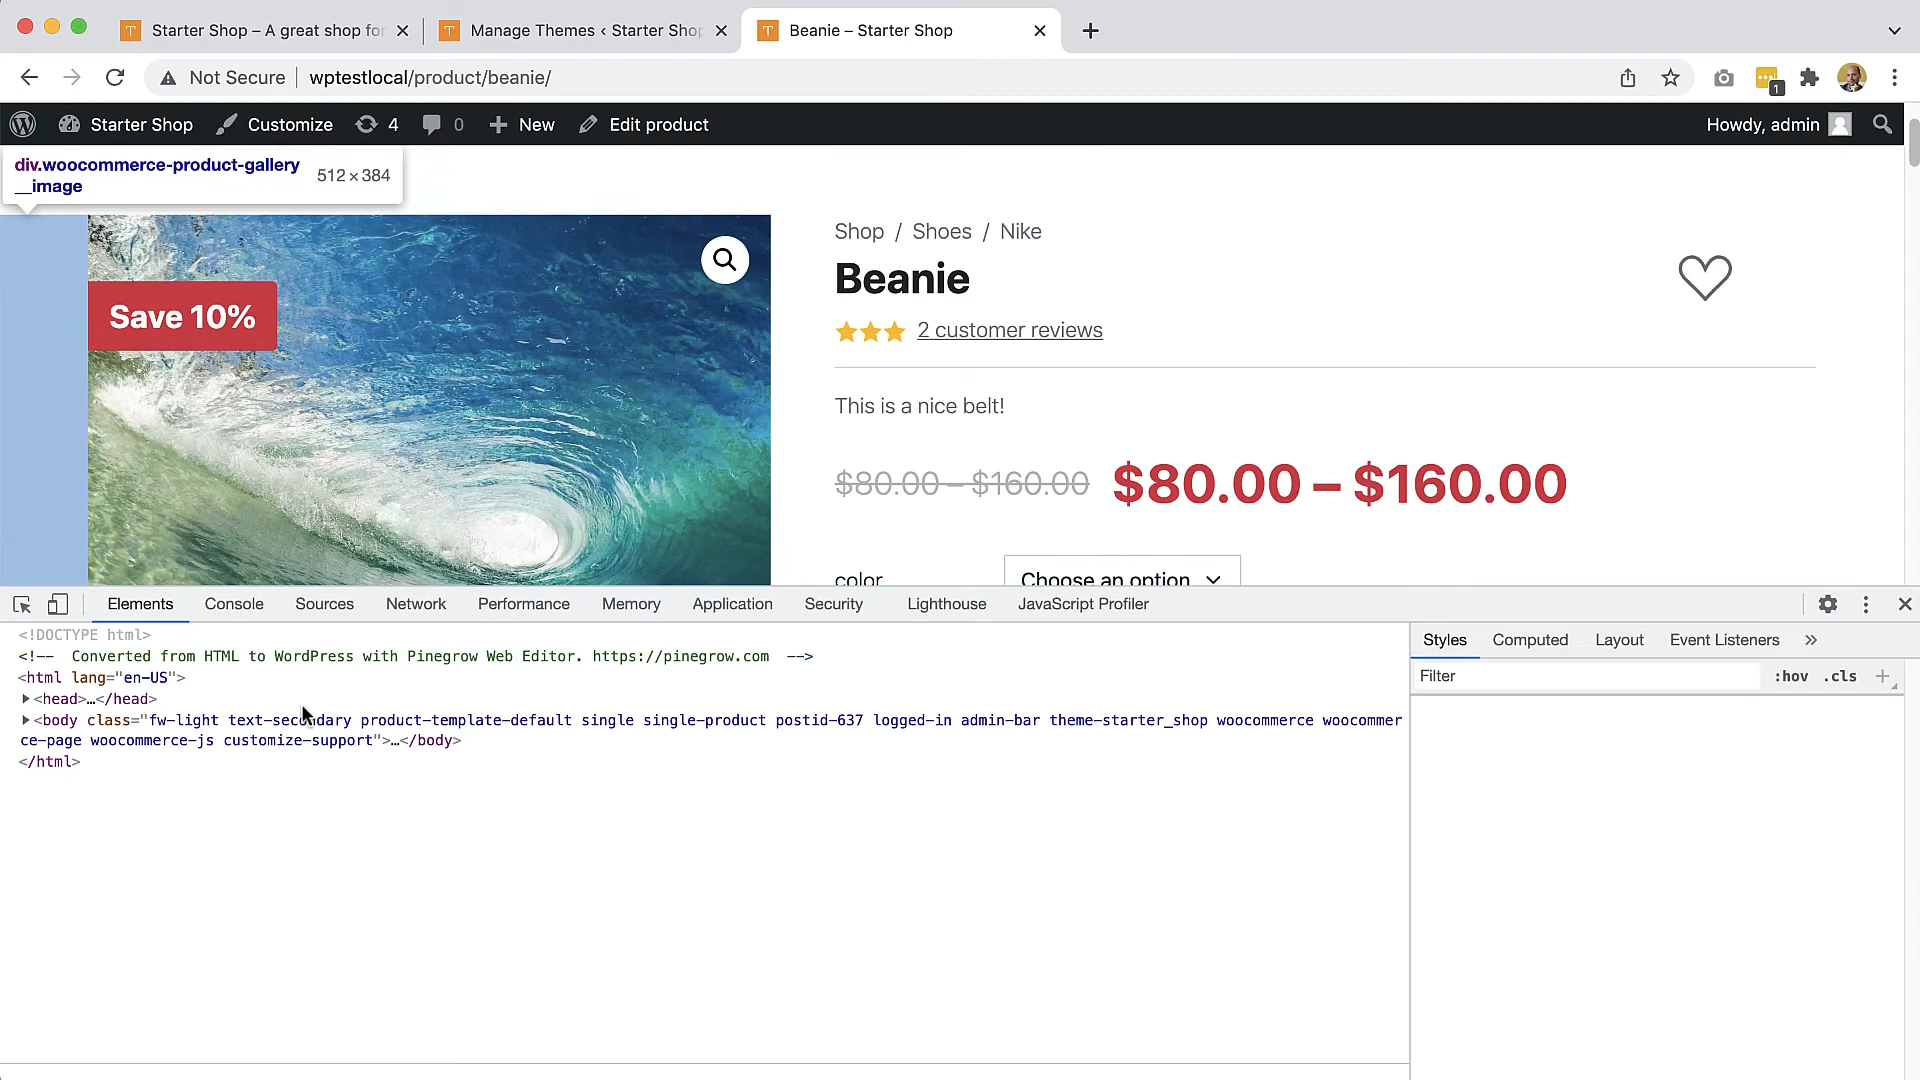 Starter Shop – A great shop for
Manage Themes ‹ Starter Shop
Beanie – Starter Shop
Not Secure
wptestlocal/product/beanie/
1
Starter Shop
Customize
4
0
New
Edit product
Howdy, admin
div.woocommerce-product-gallery
__image
512 × 384
Save 10%
Shop / Shoes / Nike
Beanie
2 customer reviews
This is a nice belt!
$80.00 – $160.00 $80.00 – $160.00
color
Choose an option
Elements Console Sources Network Performance Memory Application Security Lighthouse JavaScript Profiler
<!DOCTYPE html>
<!-- Converted from HTML to WordPress with Pinegrow Web Editor. https://pinegrow.com -->
<html lang="en-US">
<head>…</head>
<body class="fw-light text-secondary product-template-default single single-product postid-637 logged-in admin-bar theme-starter_shop woocommerce woocommer
ce-page woocommerce-js customize-support">…</body>
</html>
Styles Computed Layout Event Listeners »
Filter
:hov .cls